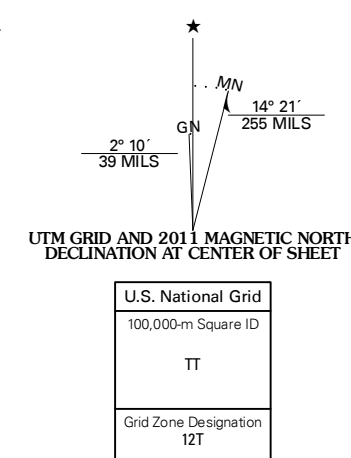 ★
MN
GN
14° 21´
255 MILS
2° 10´
39 MILS
UTM GRID AND 2011 MAGNETIC NORTH
DECLINATION AT CENTER OF SHEET
U.S. National Grid
100,000-m Square ID
TT
Grid Zone Designation
12T